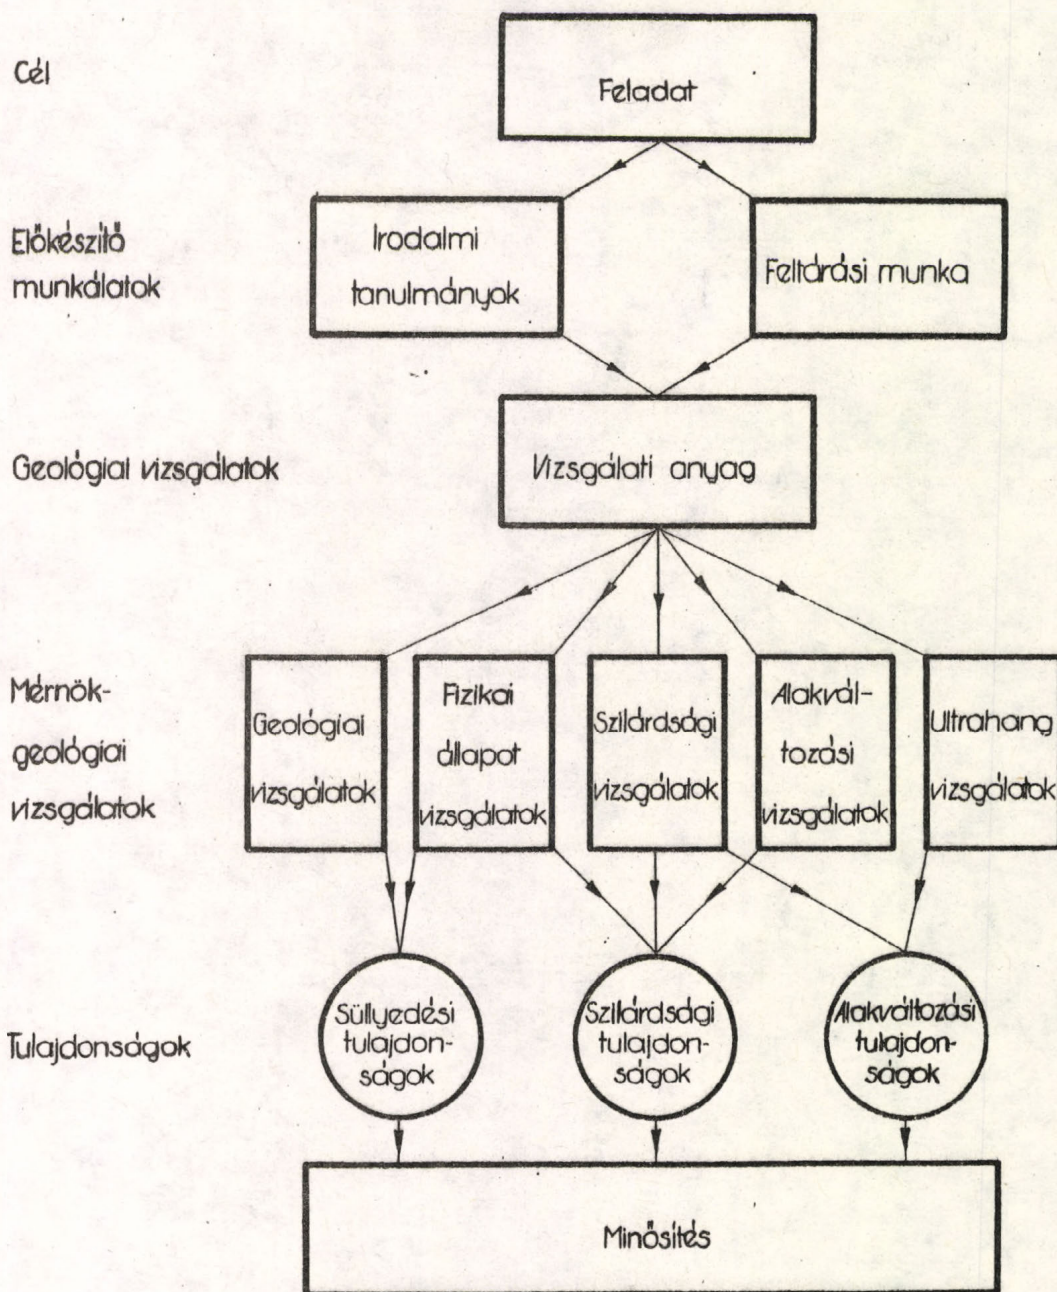 Cél
Feladat
Előkészítő
munkálatok
Irodalmi
tanulmányok
Feltárási munka
Geológiai vizsgálatok
Vizsgálati anyag
Mérnök-
geológiai
vizsgálatok
Geológiai
vizsgálatok
Fizikai
állapot
vizsgálatok
Szilárdsági
vizsgálatok
Alakvál-
tozási
vizsgálatok
Ultrahang
vizsgálatok
Tulajdonságok
Süllyedési
tulajdon-
ságok
Szilárdsági
tulajdon-
ságok
Alakváltozási
tulajdon-
ságok
Minősítés